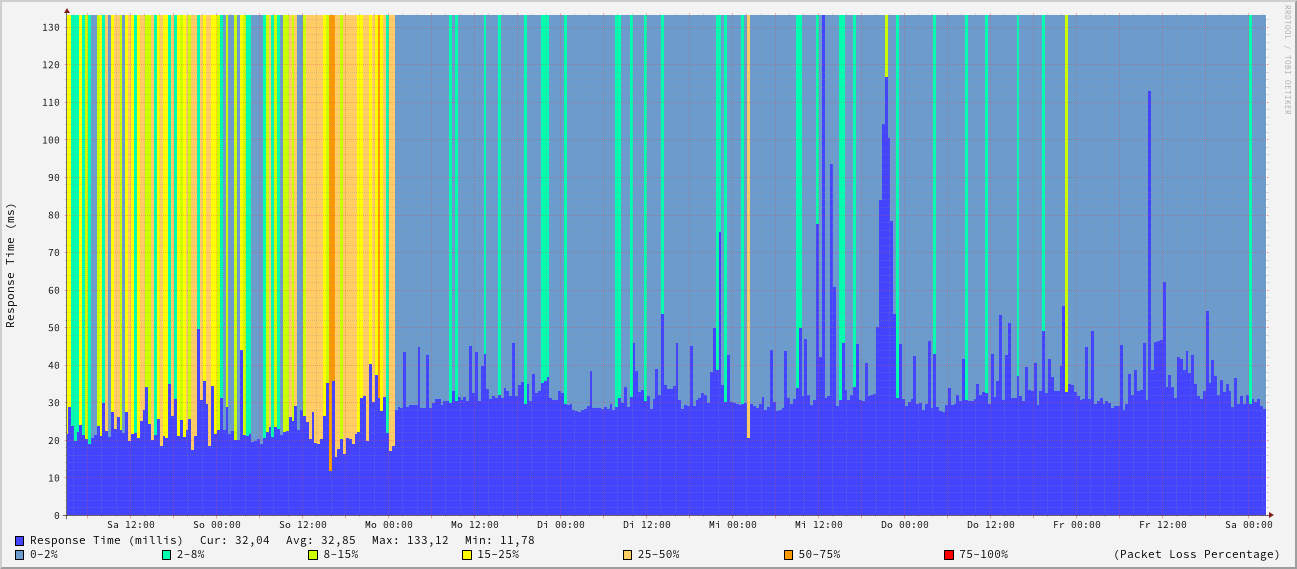 RRDTOOL / TOBI OETIKER
Response Time (ms)
130
120
110
100
90
80
70
60
50
40
30
20
10
0
Sa 12:00 So 00:00 So 12:00 Mo 00:00 Mo 12:00 Di 00:00 Di 12:00 Mi 00:00 Mi 12:00 Do 00:00 Do 12:00 Fr 00:00 Fr 12:00 Sa 00:00
Response Time (millis) Cur: 32,04 Avg: 32,85 Max: 133,12 Min: 11,78
0-2% 2-8% 8-15% 15-25% 25-50% 50-75% 75-100% (Packet Loss Percentage)